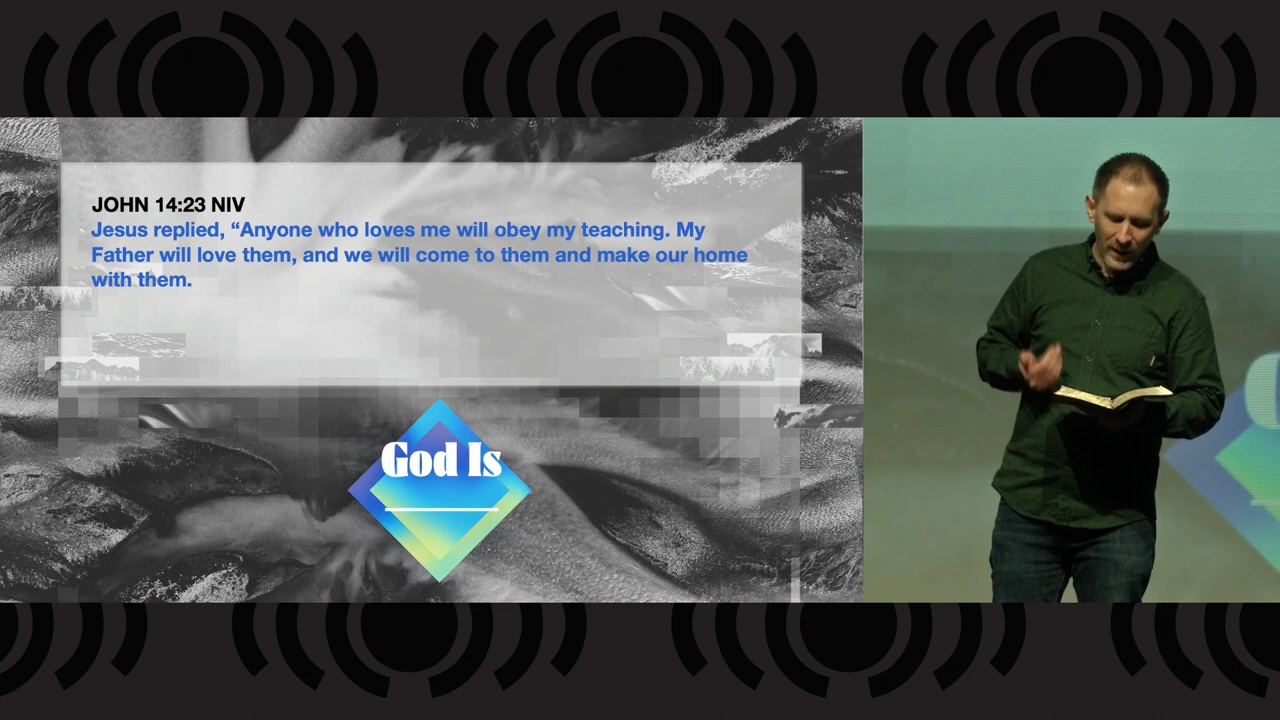 JOHN 14:23 NIV
Jesus replied, “Anyone who loves me will obey my teaching. My
Father will love them, and we will come to them and make our home
with them.
God Is